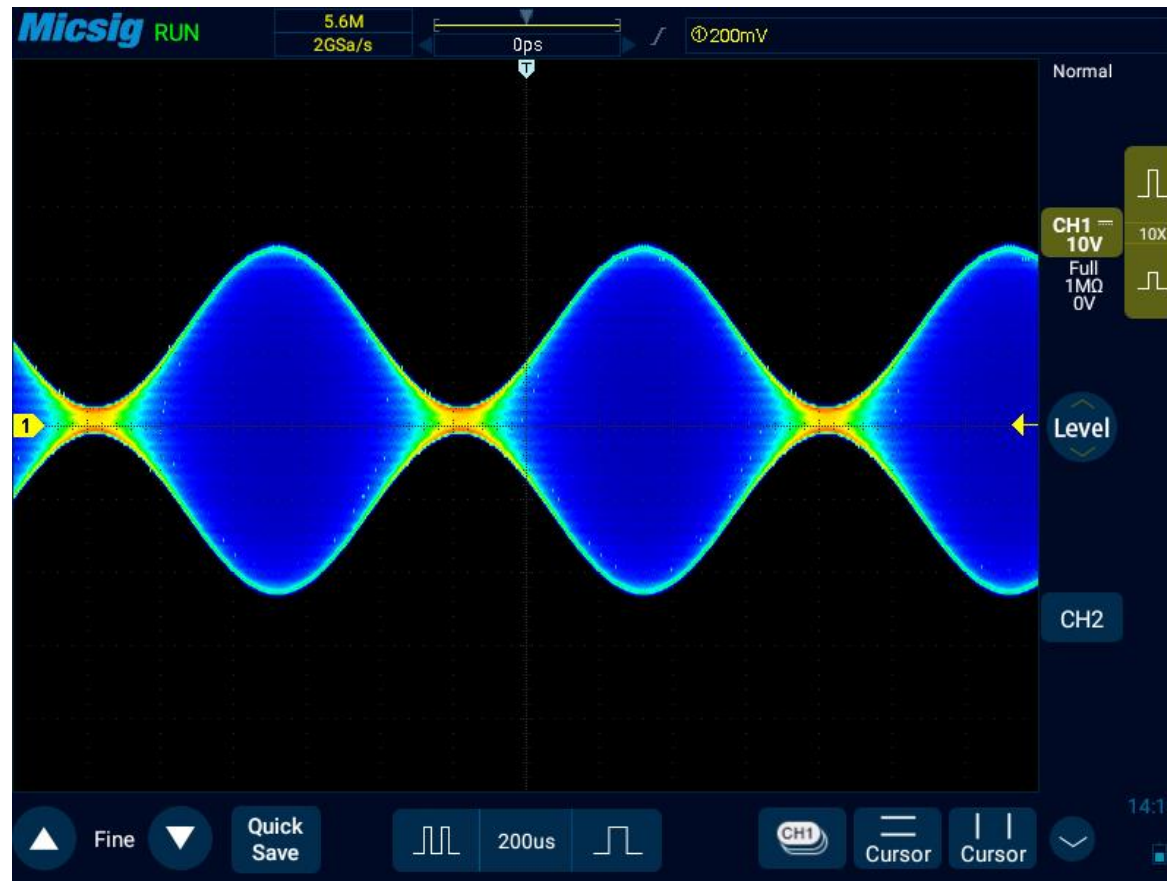 Micsig RUN
5.6M
2GSa/s
0ps
①200mV
T
Normal
CH1
10V
10X
Full
1MΩ
0V
1
Level
CH2
Fine
Quick
Save
200us
CH1
Cursor
Cursor